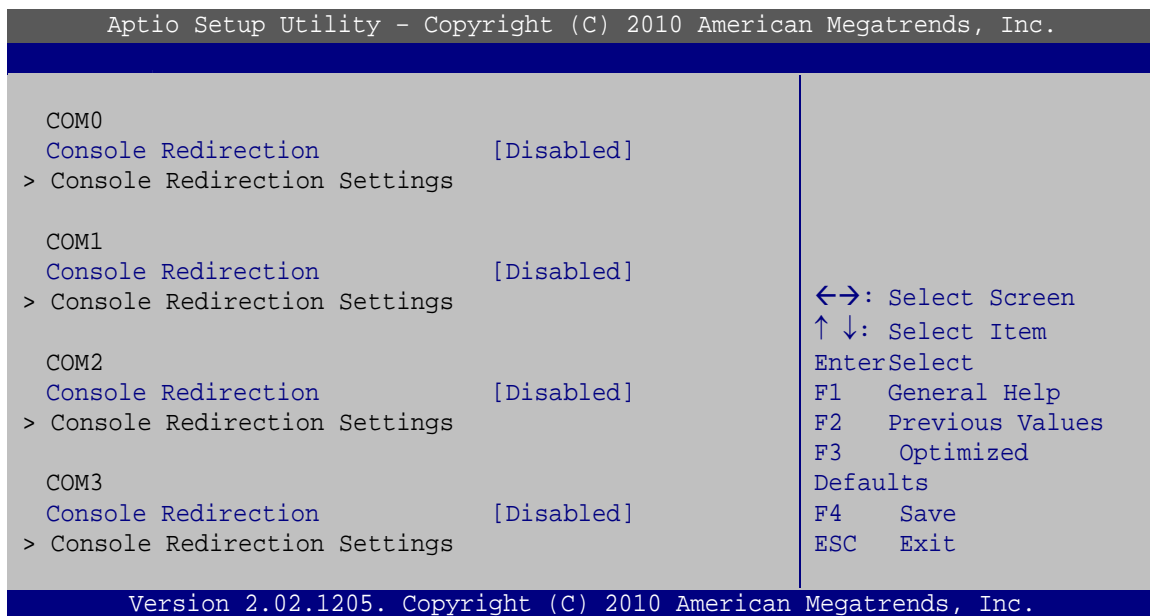 Aptio Setup Utility – Copyright (C) 2010 American Megatrends, Inc.
COM0
Console Redirection [Disabled]
> Console Redirection Settings
COM1
Console Redirection [Disabled]
> Console Redirection Settings
COM2
Console Redirection [Disabled]
> Console Redirection Settings
COM3
Console Redirection [Disabled]
> Console Redirection Settings
←→: Select Screen
↑ ↓: Select Item
EnterSelect
F1 General Help
F2 Previous Values
F3 Optimized
Defaults
F4 Save
ESC Exit
Version 2.02.1205. Copyright (C) 2010 American Megatrends, Inc.